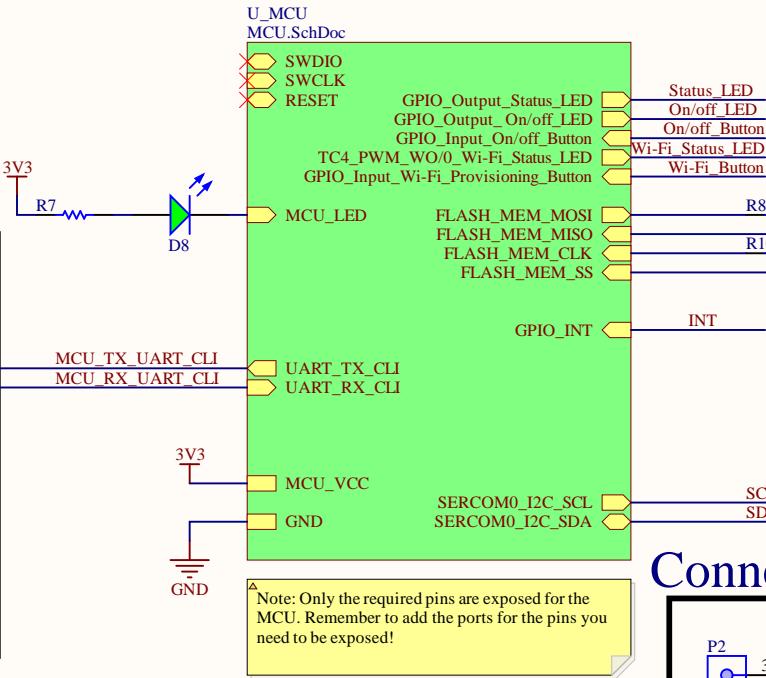 U_MCU
MCU.SchDoc
SWDIO
SWCLK
RESET
GPIO_Output_Status_LED
Status_LED
GPIO_Output_ On/off_LED
On/off_LED
GPIO_Input_On/off_Button
On/off_Button
TC4_PWM_WO/0_Wi-Fi_Status_LED
Wi-Fi_Status_LED
GPIO_Input_Wi-Fi_Provisioning_Button
Wi-Fi_Button
3V3
R7
D8
MCU_LED
FLASH_MEM_MOSI
R8
FLASH_MEM_MISO
FLASH_MEM_CLK
FLASH_MEM_SS
GPIO_INT
INT
MCU_TX_UART_CLI
UART_TX_CLI
MCU_RX_UART_CLI
UART_RX_CLI
3V3
MCU_VCC
GND
GND
SERCOM0_I2C_SCL
SERCOM0_I2C_SDA
Note: Only the required pins are exposed for the
MCU. Remember to add the ports for the pins you
need to be exposed!
P2